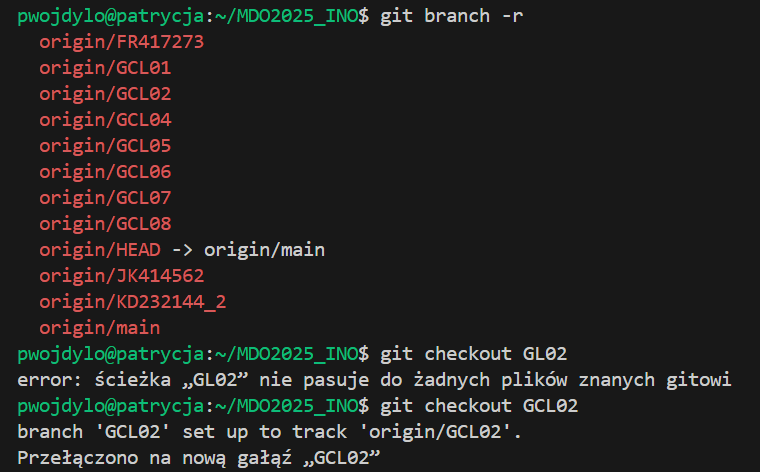 pwojdylo@patrycja:~/MDO2025_INO$ git branch -r
origin/FR417273
origin/GCL01
origin/GCL02
origin/GCL04
origin/GCL05
origin/GCL06
origin/GCL07
origin/GCL08
origin/HEAD -> origin/main
origin/JK414562
origin/KD232144_2
origin/main
pwojdylo@patrycja:~/MDO2025_INO$ git checkout GL02
error: ścieżka „GL02” nie pasuje do żadnych plików znanych gitowi
pwojdylo@patrycja:~/MDO2025_INO$ git checkout GCL02
branch 'GCL02' set up to track 'origin/GCL02'.
Przełączono na nową gałąź „GCL02”